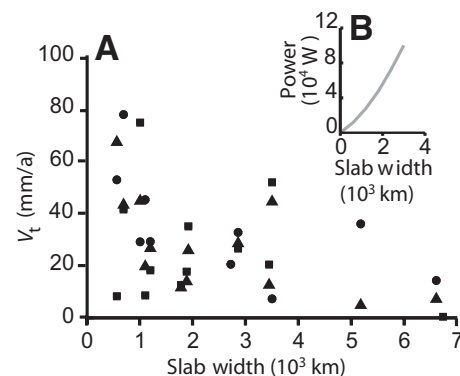 A
B
100
80
60
40
20
0
Vt (mm/a)
0 1 2 3 4 5 6 7
Slab width (10³ km)
12
8
4
0
Power
(10⁴ W)
0 2 4
Slab width
(10³ km)